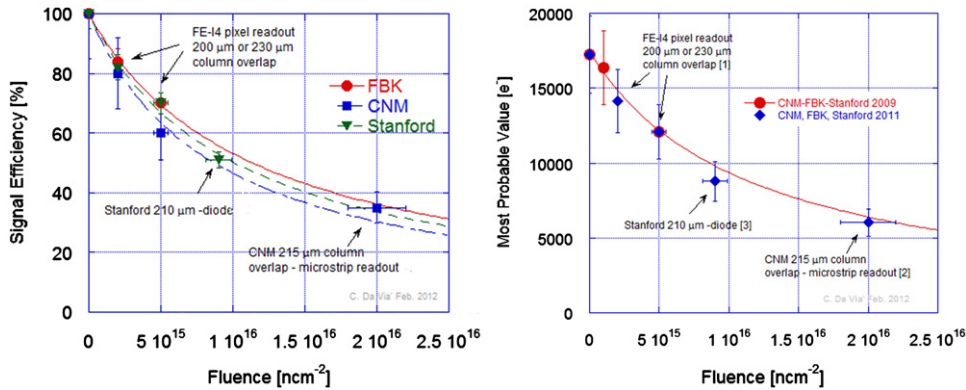 100
80
60
40
20
0
Signal Efficiency [%]
FE-I4 pixel readout
200 µm or 230 µm
column overlap
FBK
CNM
Stanford
Stanford 210 µm -diode
CNM 215 µm column
overlap - microstrip readout
C. Da Via' Feb. 2012
0 5 10^15 1 10^16 1.5 10^16 2 10^16 2.5 10^16
Fluence [ncm^-2]
20000
15000
10000
5000
0
Most Probable Value [e^-]
FE-I4 pixel readout
200 µm or 230 µm
column overlap [1]
CNM-FBK-Stanford 2009
CNM, FBK, Stanford 2011
Stanford 210 µm -diode [3]
CNM 215 µm column
overlap - microstrip readout [2]
C. Da Via' Feb. 2012
0 5 10^15 1 10^16 1.5 10^16 2 10^16 2.5 10^16
Fluence [ncm^-2]